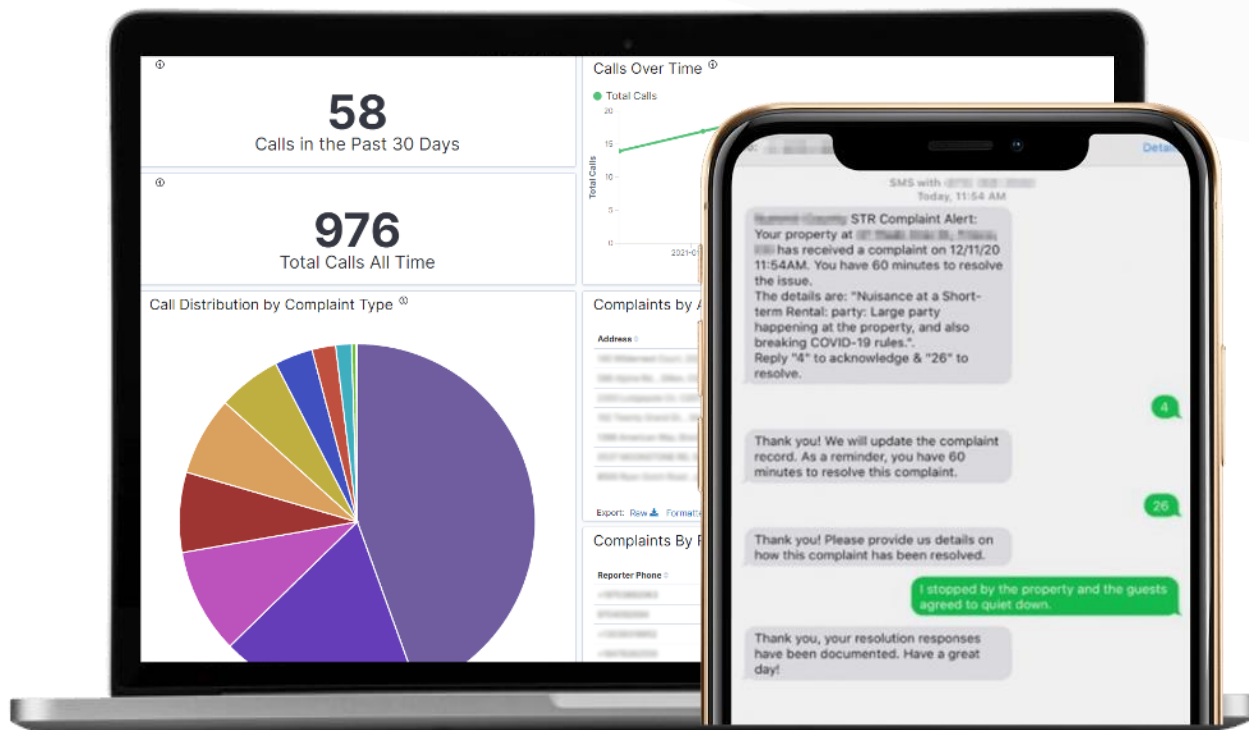 58
Calls in the Past 30 Days
976
Total Calls All Time
Call Distribution by Complaint Type
Calls Over Time
Total Calls
20
15
10
5
0
Total Calls
2021-0
Complaints by
Address
Export: Raw Formatte
Complaints By
Reporter Phone
Detail
SMS with
Today, 11:54 AM
STR Complaint Alert:
Your property at
has received a complaint on 12/11/20
11:54AM. You have 60 minutes to resolve
the issue.
The details are: "Nuisance at a Short-
term Rental: party: Large party
happening at the property, and also
breaking COVID-19 rules.".
Reply "4" to acknowledge & "26" to
resolve.
4
Thank you! We will update the complaint
record. As a reminder, you have 60
minutes to resolve this complaint.
26
Thank you! Please provide us details on
how this complaint has been resolved.
I stopped by the property and the guests
agreed to quiet down.
Thank you, your resolution responses
have been documented. Have a great
day!